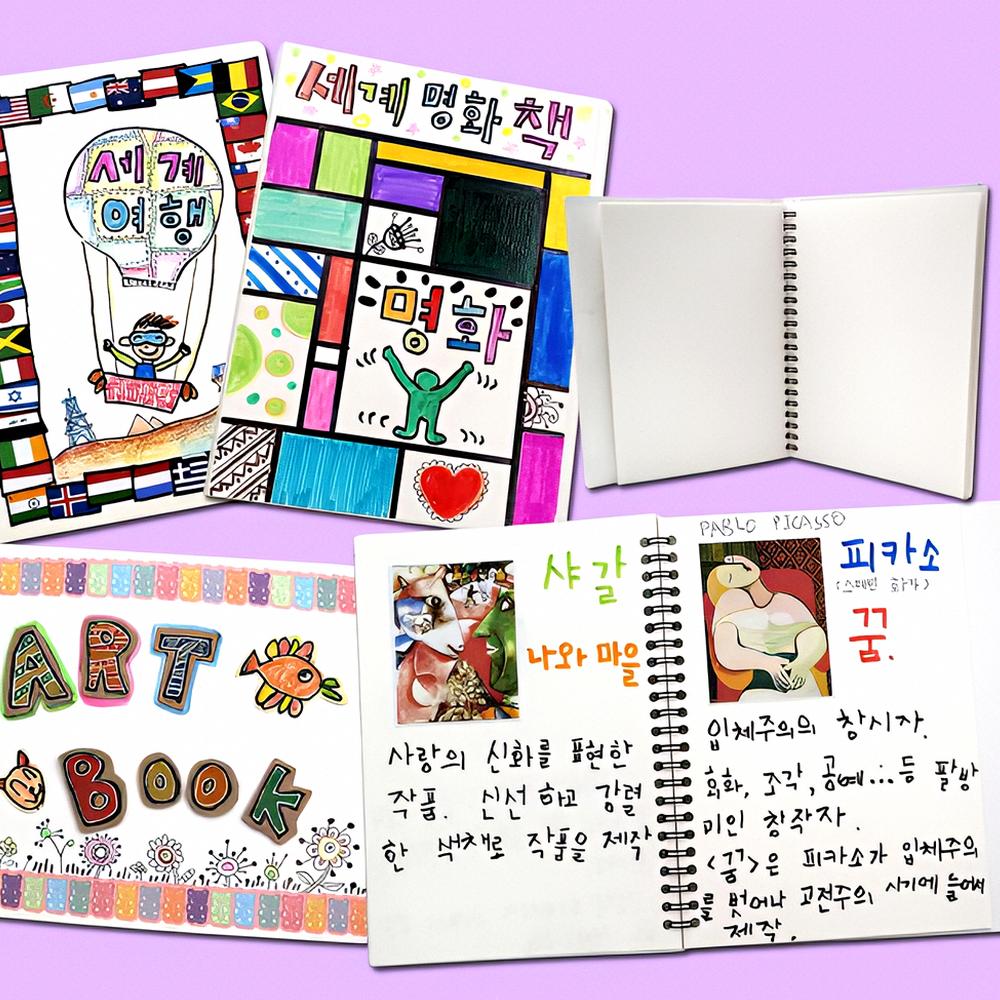 세계
여행
세계 명화 책
명화
ART
BOOK
샤갈
나와 마을
사랑의 신화를 표현한
작품. 신선하고 강렬
한 색채로 작품을 제작
PABLO PICASSO
피카소
(스페인 화가)
꿈.
입체주의의 창시자.
회화, 조각, 공예...등 팔방
미인 창작자.
<꿈>은 피카소가 입체주의
를 벗어나 고전주의 시기에 들어서
제작.